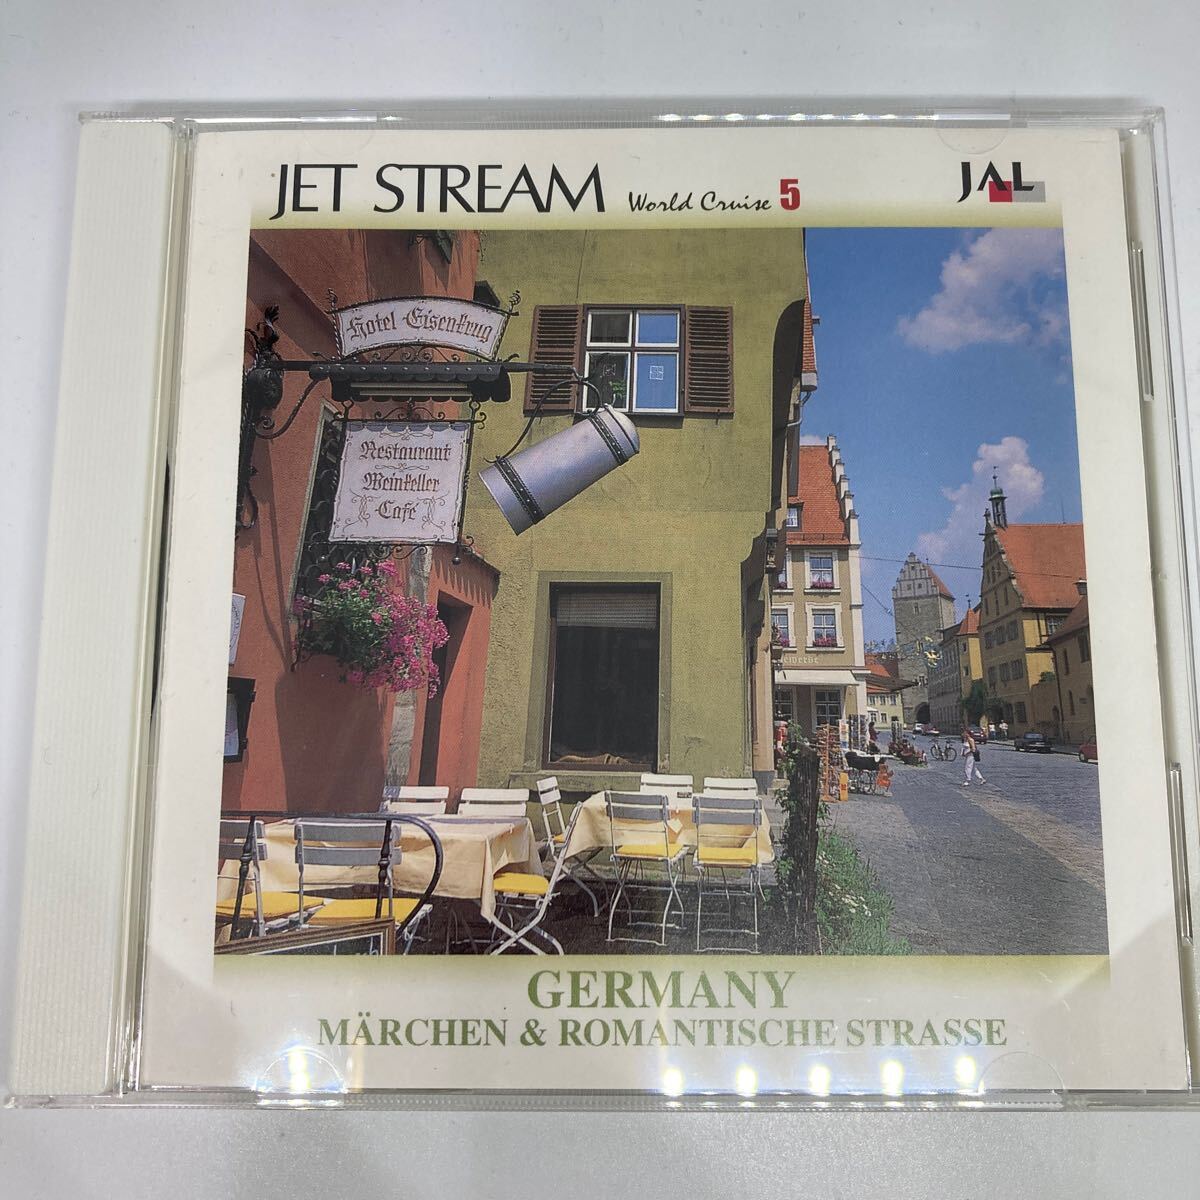 JET STREAM World Cruise 5
JAL
Hotel Eisenkrug
Restaurant
Weinkeller
Café
GERMANY
MÄRCHEN & ROMANTISCHE STRASSE